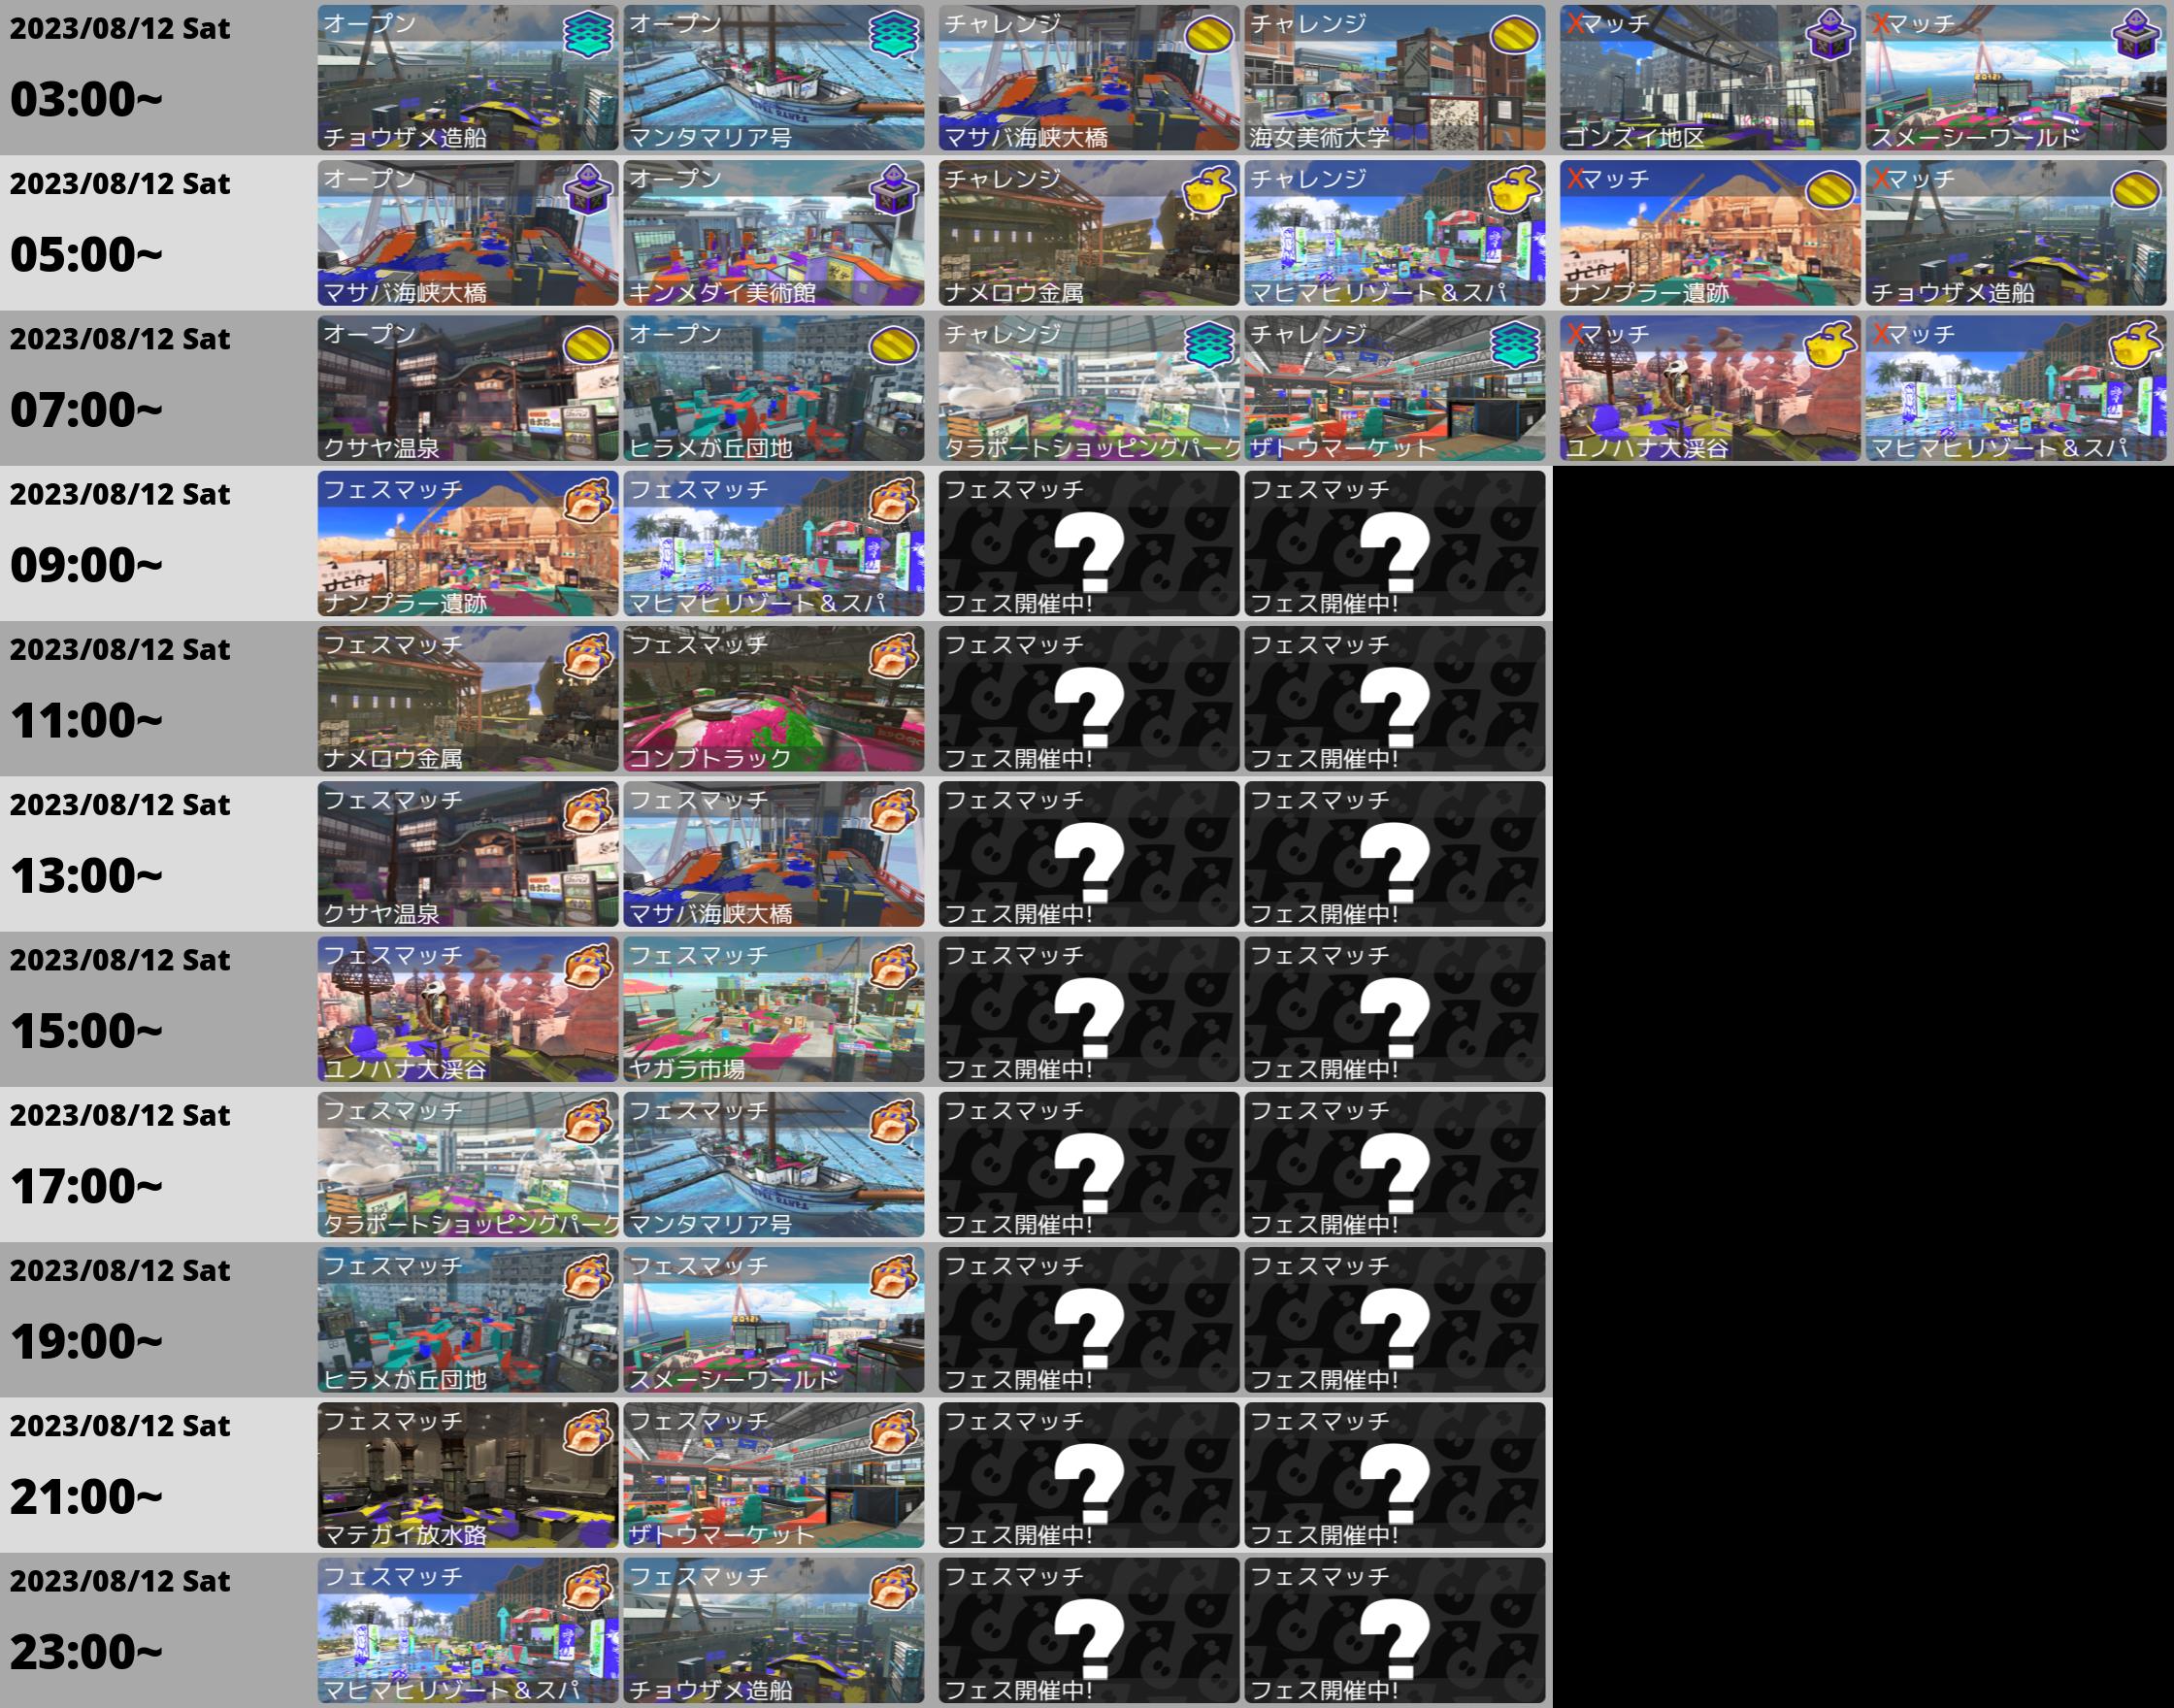 2023/08/12 Sat
03:00~
オープン
チョウザメ造船
オープン
マンタマリア号
チャレンジ
マサバ海峡大橋
チャレンジ
海女美術大学
Xマッチ
ゴンズイ地区
Xマッチ
スメーシーワールド
2023/08/12 Sat
05:00~
オープン
マサバ海峡大橋
オープン
キンメダイ美術館
チャレンジ
ナメロウ金属
チャレンジ
マヒマヒリゾート＆スパ
Xマッチ
ナンプラー遺跡
Xマッチ
チョウザメ造船
2023/08/12 Sat
07:00~
オープン
クサヤ温泉
オープン
ヒラメが丘団地
チャレンジ
タラポートショッピングパーク
チャレンジ
ザトウマーケット
Xマッチ
ユノハナ大渓谷
Xマッチ
マヒマヒリゾート＆スパ
2023/08/12 Sat
09:00~
フェスマッチ
ナンプラー遺跡
フェスマッチ
マヒマヒリゾート＆スパ
フェスマッチ
?
フェス開催中!
フェスマッチ
?
フェス開催中!
2023/08/12 Sat
11:00~
フェスマッチ
ナメロウ金属
フェスマッチ
コンブトラック
フェスマッチ
?
フェス開催中!
フェスマッチ
?
フェス開催中!
2023/08/12 Sat
13:00~
フェスマッチ
クサヤ温泉
フェスマッチ
マサバ海峡大橋
フェスマッチ
?
フェス開催中!
フェスマッチ
?
フェス開催中!
2023/08/12 Sat
15:00~
フェスマッチ
ユノハナ大渓谷
フェスマッチ
ヤガラ市場
フェスマッチ
?
フェス開催中!
フェスマッチ
?
フェス開催中!
2023/08/12 Sat
17:00~
フェスマッチ
タラポートショッピングパーク
フェスマッチ
マンタマリア号
フェスマッチ
?
フェス開催中!
フェスマッチ
?
フェス開催中!
2023/08/12 Sat
19:00~
フェスマッチ
ヒラメが丘団地
フェスマッチ
スメーシーワールド
フェスマッチ
?
フェス開催中!
フェスマッチ
?
フェス開催中!
2023/08/12 Sat
21:00~
フェスマッチ
マテガイ放水路
フェスマッチ
ザトウマーケット
フェスマッチ
?
フェス開催中!
フェスマッチ
?
フェス開催中!
2023/08/12 Sat
23:00~
フェスマッチ
マヒマヒリゾート＆スパ
フェスマッチ
チョウザメ造船
フェスマッチ
?
フェス開催中!
フェスマッチ
?
フェス開催中!